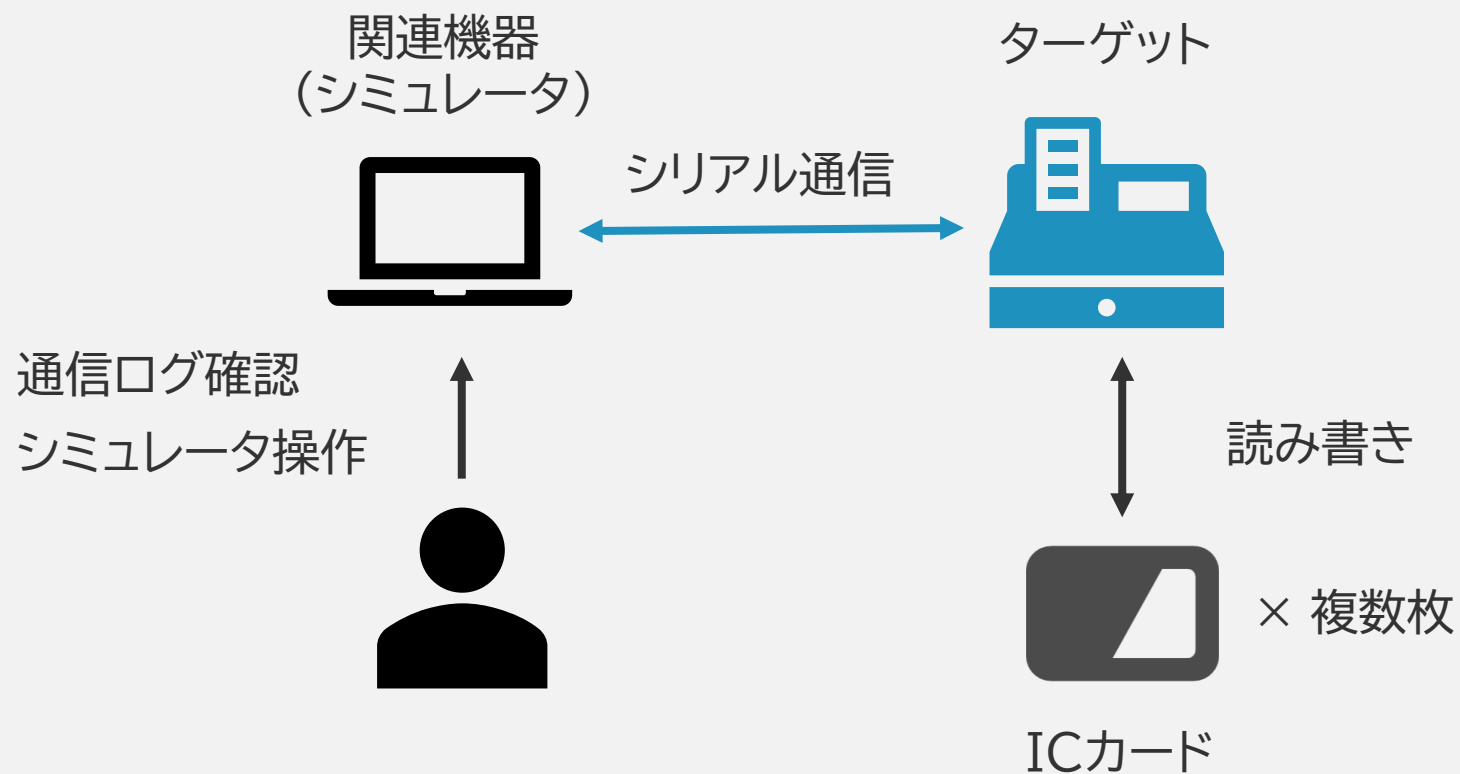 関連機器
（シミュレータ）
ターゲット
シリアル通信
通信ログ確認
シミュレータ操作
読み書き
× 複数枚
ICカード